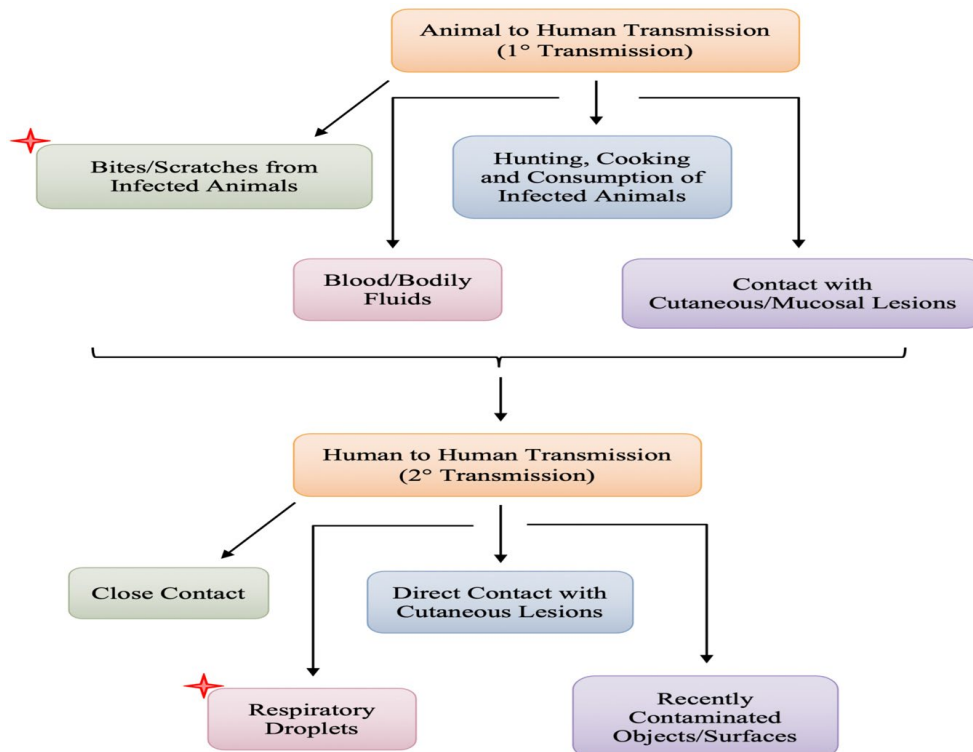 Animal to Human Transmission
(1° Transmission)
Bites/Scratches from
Infected Animals
Hunting, Cooking
and Consumption of
Infected Animals
Blood/Bodily
Fluids
Contact with
Cutaneous/Mucosal Lesions
Human to Human Transmission
(2° Transmission)
Close Contact
Direct Contact with
Cutaneous Lesions
Respiratory
Droplets
Recently
Contaminated
Objects/Surfaces